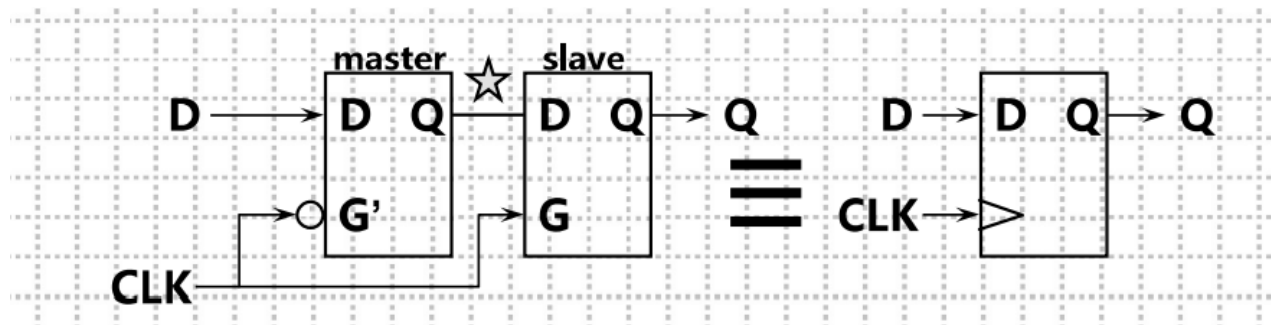 master slave
D D Q D Q Q D D Q Q
G’ G CLK
CLK